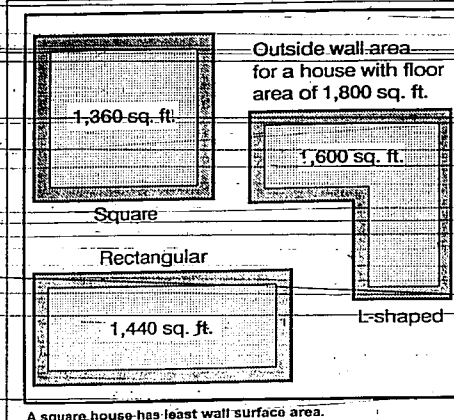 Outside wall area
for a house with floor
area of 1,800 sq. ft.
1,360 sq. ft.
Square
1,600 sq. ft.
L-shaped
Rectangular
1,440 sq. ft.
A square house has least wall surface area.